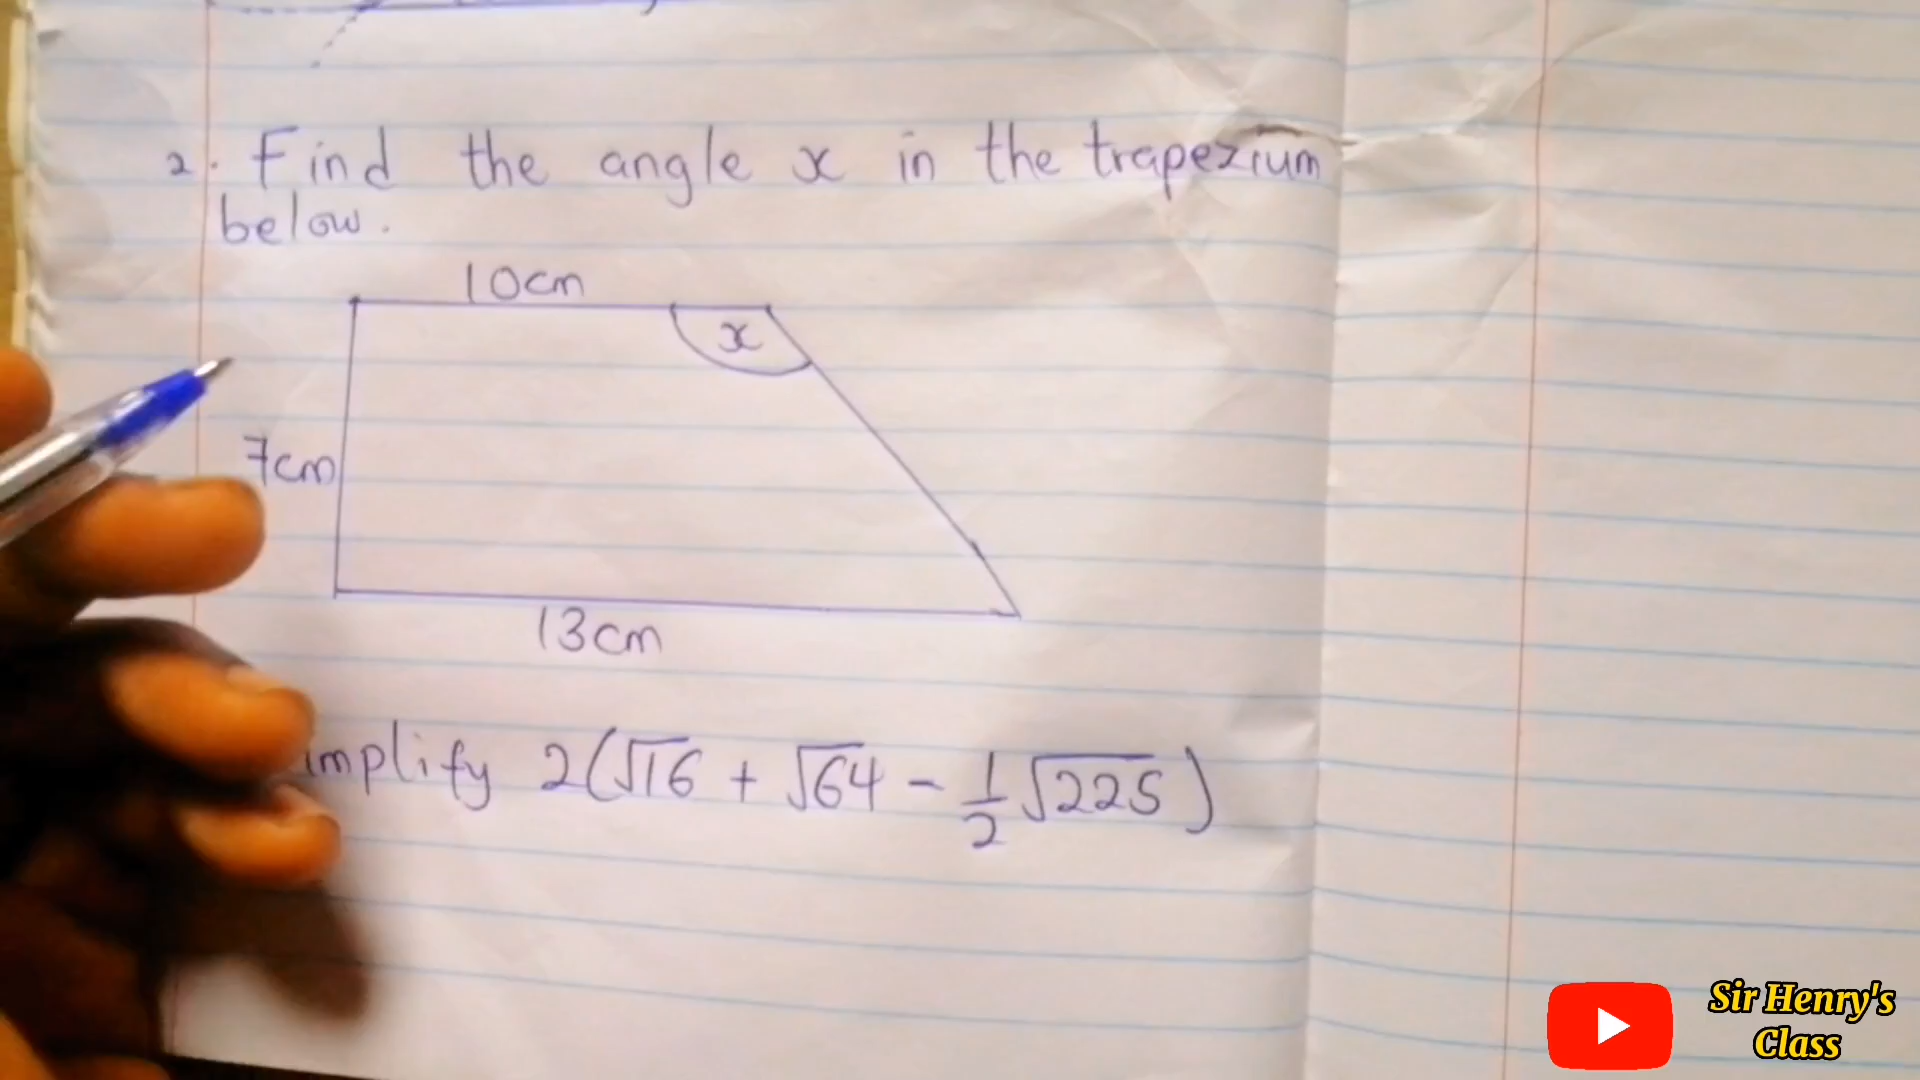 2. Find the angle x in the trapezium
below.
10cm
x
7cm
13cm
implify 2(√16 + √64 - 1/2 √225)
Sir Henry's
Class